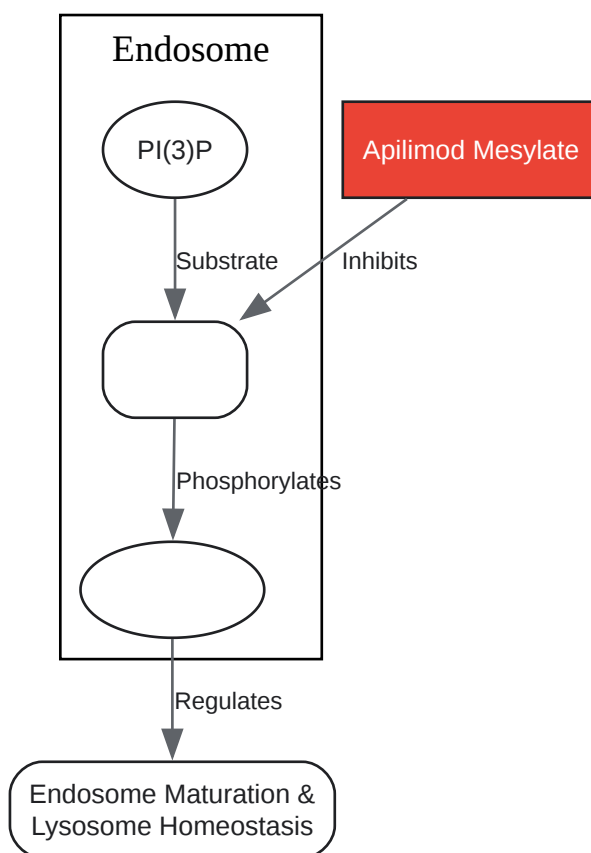 Endosome
PI(3)P
Apilimod Mesylate
Substrate
Inhibits
Phosphorylates
Regulates
Endosome Maturation &
Lysosome Homeostasis